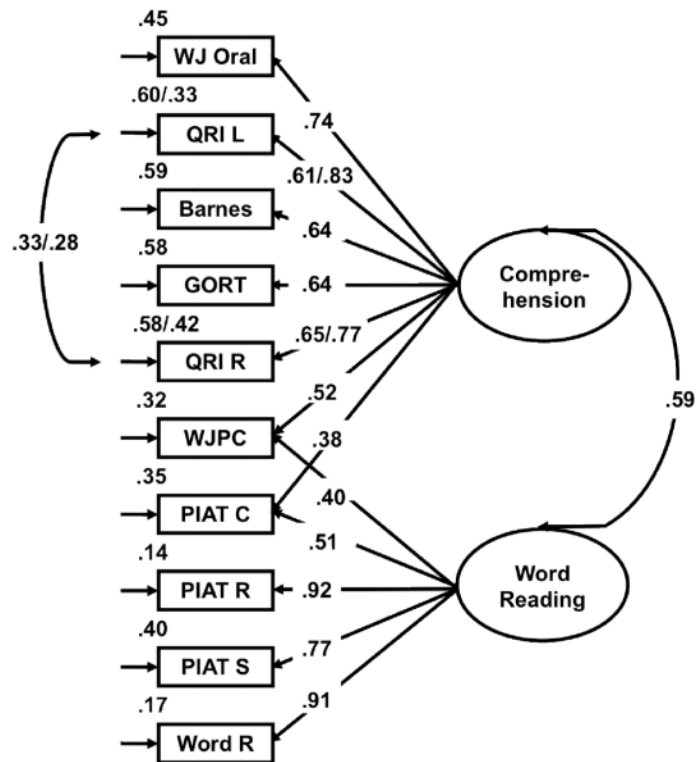 .45
WJ Oral
.60/.33
QRI L
.74
.61/.83
.59
Barnes
.64
.33/.28
.58
GORT
.64
Compre-
hension
.58/.42
QRI R
.65/.77
.59
.32
WJPC
.52
.38
.35
PIAT C
.40
.51
.14
PIAT R
.92
Word
Reading
.40
PIAT S
.77
.17
Word R
.91